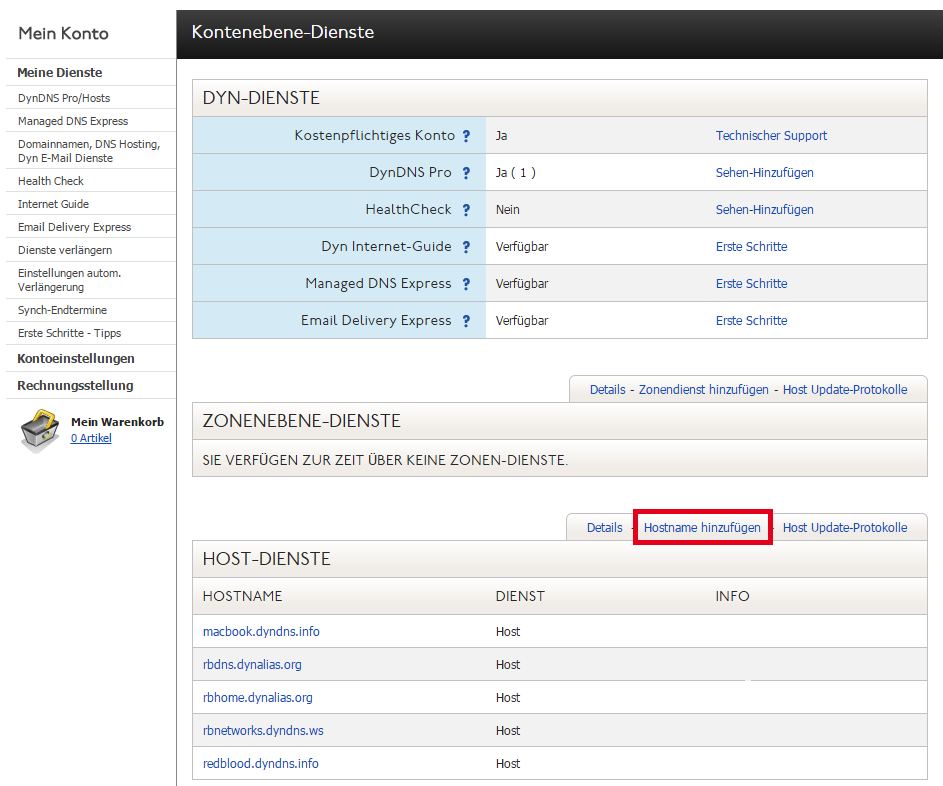 Mein Konto
Meine Dienste
DynDNS Pro/Hosts
Managed DNS Express
Domainnamen, DNS Hosting,
Dyn E-Mail Dienste
Health Check
Internet Guide
Email Delivery Express
Dienste verlängern
Einstellungen autom.
Verlängerung
Synch-Endtermine
Erste Schritte - Tipps
Kontoeinstellungen
Rechnungsstellung
Mein Warenkorb
0 Artikel
Kontenebene-Dienste
DYN-DIENSTE
Kostenpflichtiges Konto ? Ja Technischer Support
DynDNS Pro ? Ja ( 1 ) Sehen-Hinzufügen
HealthCheck ? Nein Sehen-Hinzufügen
Dyn Internet-Guide ? Verfügbar Erste Schritte
Managed DNS Express ? Verfügbar Erste Schritte
Email Delivery Express ? Verfügbar Erste Schritte
Details - Zonendienst hinzufügen - Host Update-Protokolle
ZONENEBENE-DIENSTE
SIE VERFÜGEN ZUR ZEIT ÜBER KEINE ZONEN-DIENSTE.
Details - Hostname hinzufügen - Host Update-Protokolle
HOST-DIENSTE
HOSTNAME DIENST INFO
macbook.dyndns.info Host
rbdns.dynalias.org Host
rbhome.dynalias.org Host
rbnetworks.dyndns.ws Host
redblood.dyndns.info Host